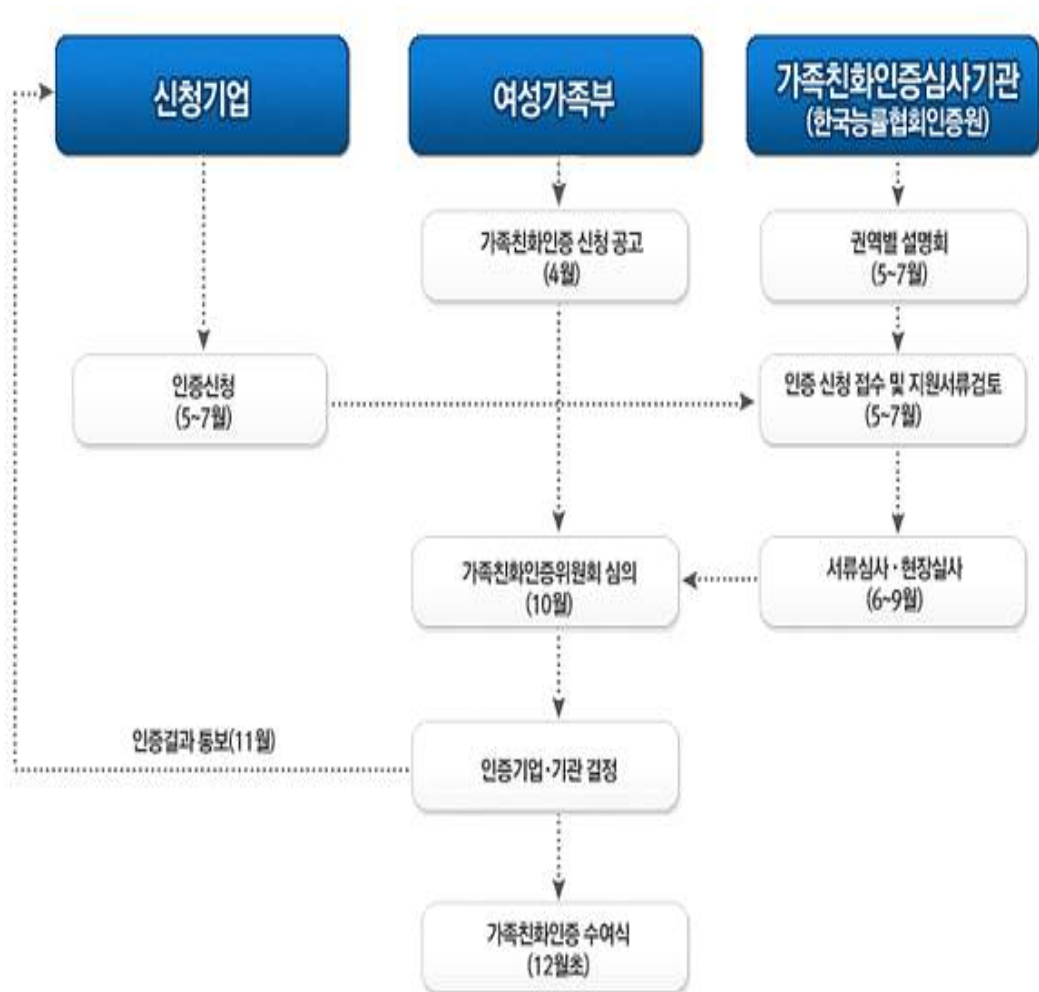 신청기업
여성가족부
가족친화인증심사기관
(한국능률협회인증원)
가족친화인증 신청 공고
(4월)
권역별 설명회
(5~7월)
인증신청
(5~7월)
인증 신청 접수 및 지원서류검토
(5~7월)
가족친화인증위원회 심의
(10월)
서류심사·현장실사
(6~9월)
인증결과 통보(11월)
인증기업·기관 결정
가족친화인증 수여식
(12월초)